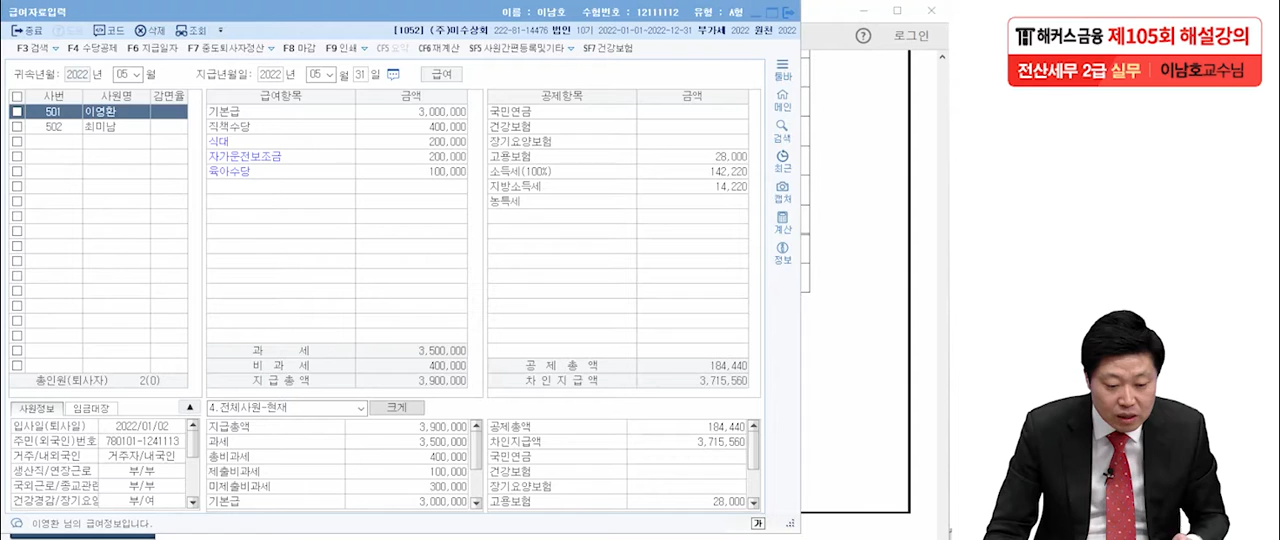 급여자료입력 이름 : 이남호 수험번호 : 12111112 유형 : A형
종료 도움 코드 삭제 조회 [1052] (주)미수상회 222-81-14476 법인 10기 2022-01-01~2022-12-31 부가세 2022 원천 2022
F3 검색 F4 수당공제 F6 지급일자 F7 중도퇴사자정산 F8 마감 F9 인쇄 CF5 요약 CF6 재계산 SF5 사원간편등록및기타 SF7 건강보험
로그인
귀속년월: 2022 년 05 월 지급년월일: 2022 년 05 월 31 일 급여
사번 사원명 감면율
501 이영환
502 최미남
급여항목 금액
기본급 3,000,000
직책수당 400,000
식대 200,000
자가운전보조금 200,000
육아수당 100,000
과 세 3,500,000
비 과 세 400,000
지 급 총 액 3,900,000
공제항목 금액
국민연금
건강보험
장기요양보험
고용보험 28,000
소득세(100%) 142,220
지방소득세 14,220
농특세
공 제 총 액 184,440
차 인 지 급 액 3,715,560
총인원(퇴사자) 2(0)
툴바
메인
검색
최근
캡처
계산
정보
사원정보 임금대장 ▲
4.전체사원-현재 크게
입사일(퇴사일) 2022/01/02
주민(외국인)번호 780101-1241113
거주/내외국인 거주자/내국인
생산직/연장근로 부/부
국외근로/종교관련 부/부
건강경감/장기요양 부/여
지급총액 3,900,000
과세 3,500,000
총비과세 400,000
제출비과세 100,000
미제출비과세 300,000
기본급 3,000,000
공제총액 184,440
차인지급액 3,715,560
국민연금
건강보험
장기요양보험
고용보험 28,000
이영환 님의 급여정보입니다. 가
해커스금융 제105회 해설강의
전산세무 2급 실무 이남호교수님